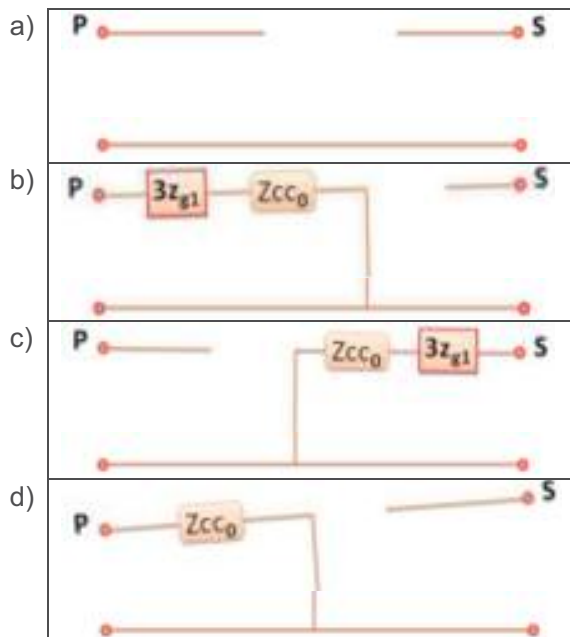 a)
P S
b)
P 3zg1 Zcc0 S
c)
P Zcc0 3zg1 S
d)
P Zcc0 S